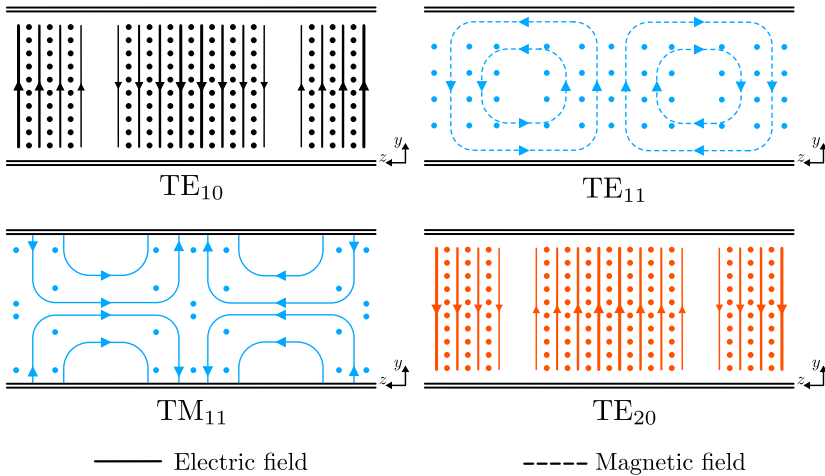 y
z
TE₁₀
y
z
TE₁₁
y
z
TM₁₁
y
z
TE₂₀
Electric field
Magnetic field